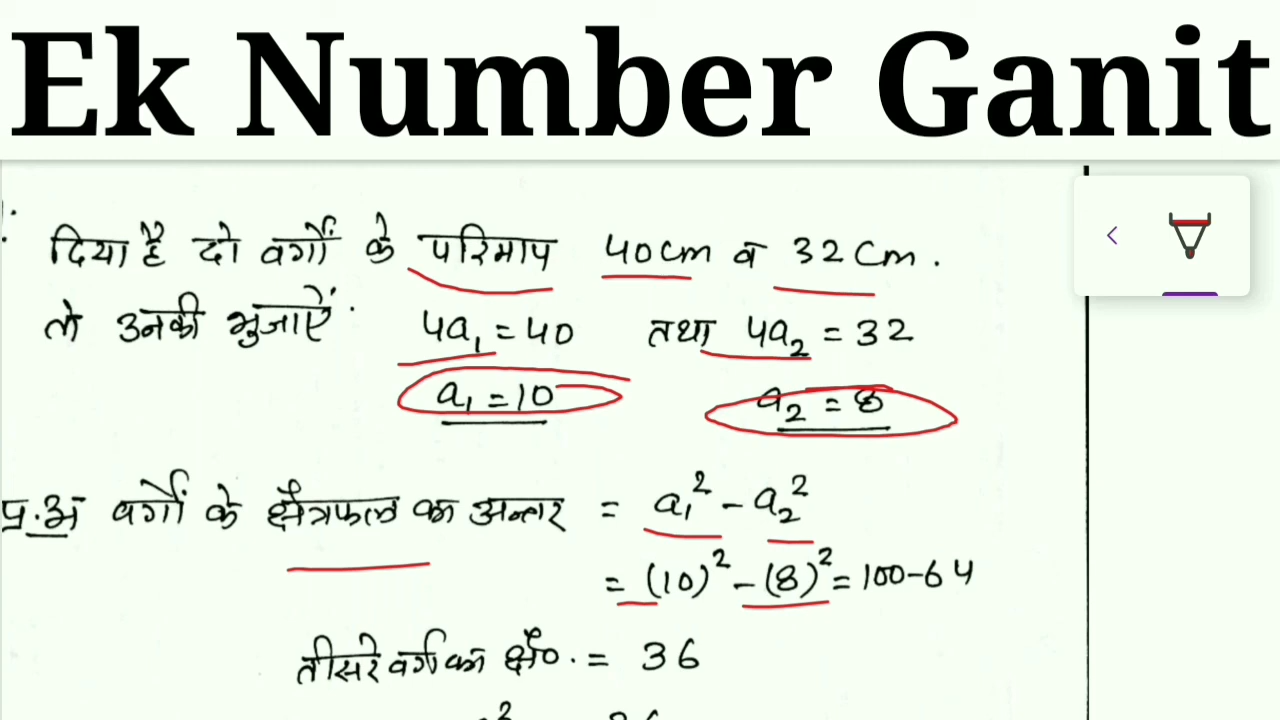 Ek Number Ganit
दिया है दो वर्गों के परिमाप 40cm व 32cm.
तो उनकी भुजाऐं 4a₁ = 40 तथा 4a₂ = 32
a₁ = 10 a₂ = 8
प्र.अ वर्गों के क्षेत्रफल का अन्तर = a₁² - a₂²
= (10)² - (8)² = 100-64
तीसरे वर्ग का क्षे०. = 36